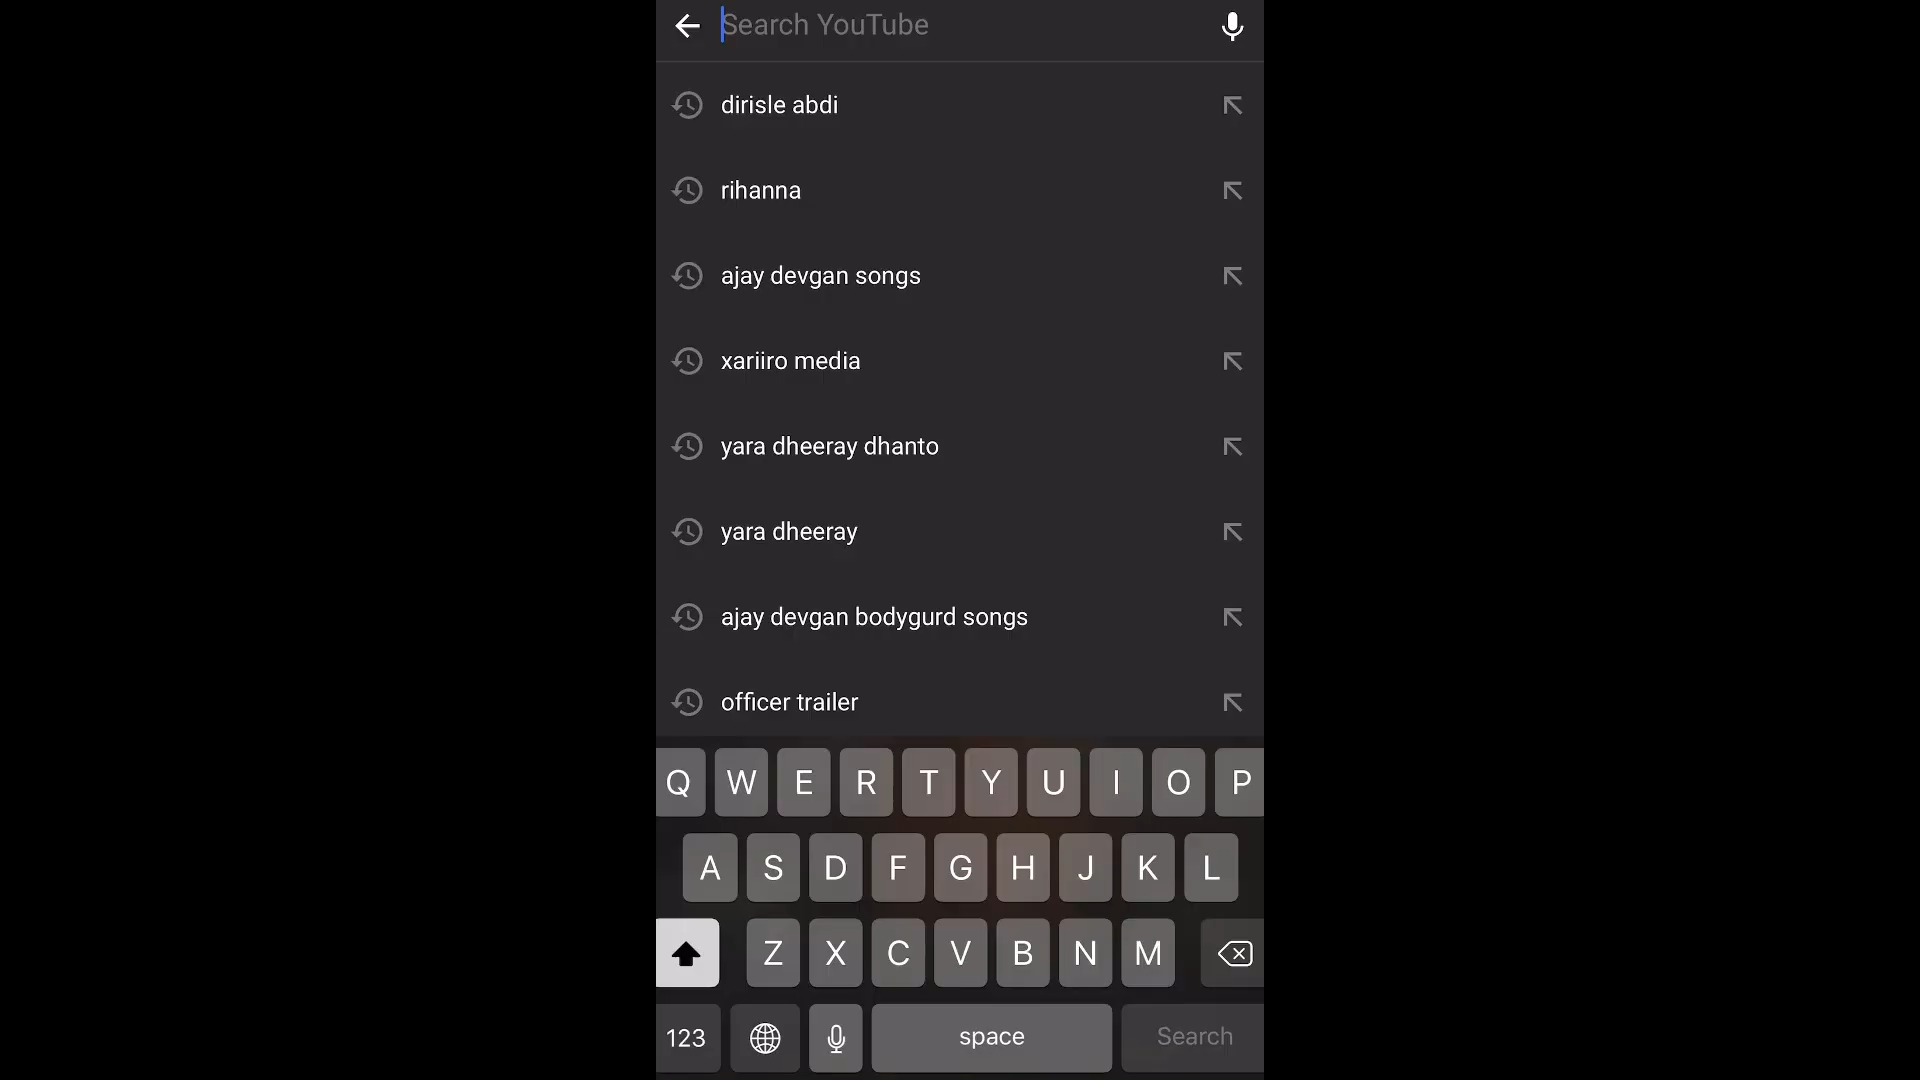 Search YouTube
dirisle abdi
rihanna
ajay devgan songs
xariiro media
yara dheeray dhanto
yara dheeray
ajay devgan bodygurd songs
officer trailer
Q W E R T Y U I O P
A S D F G H J K L
Z X C V B N M
123 space Search